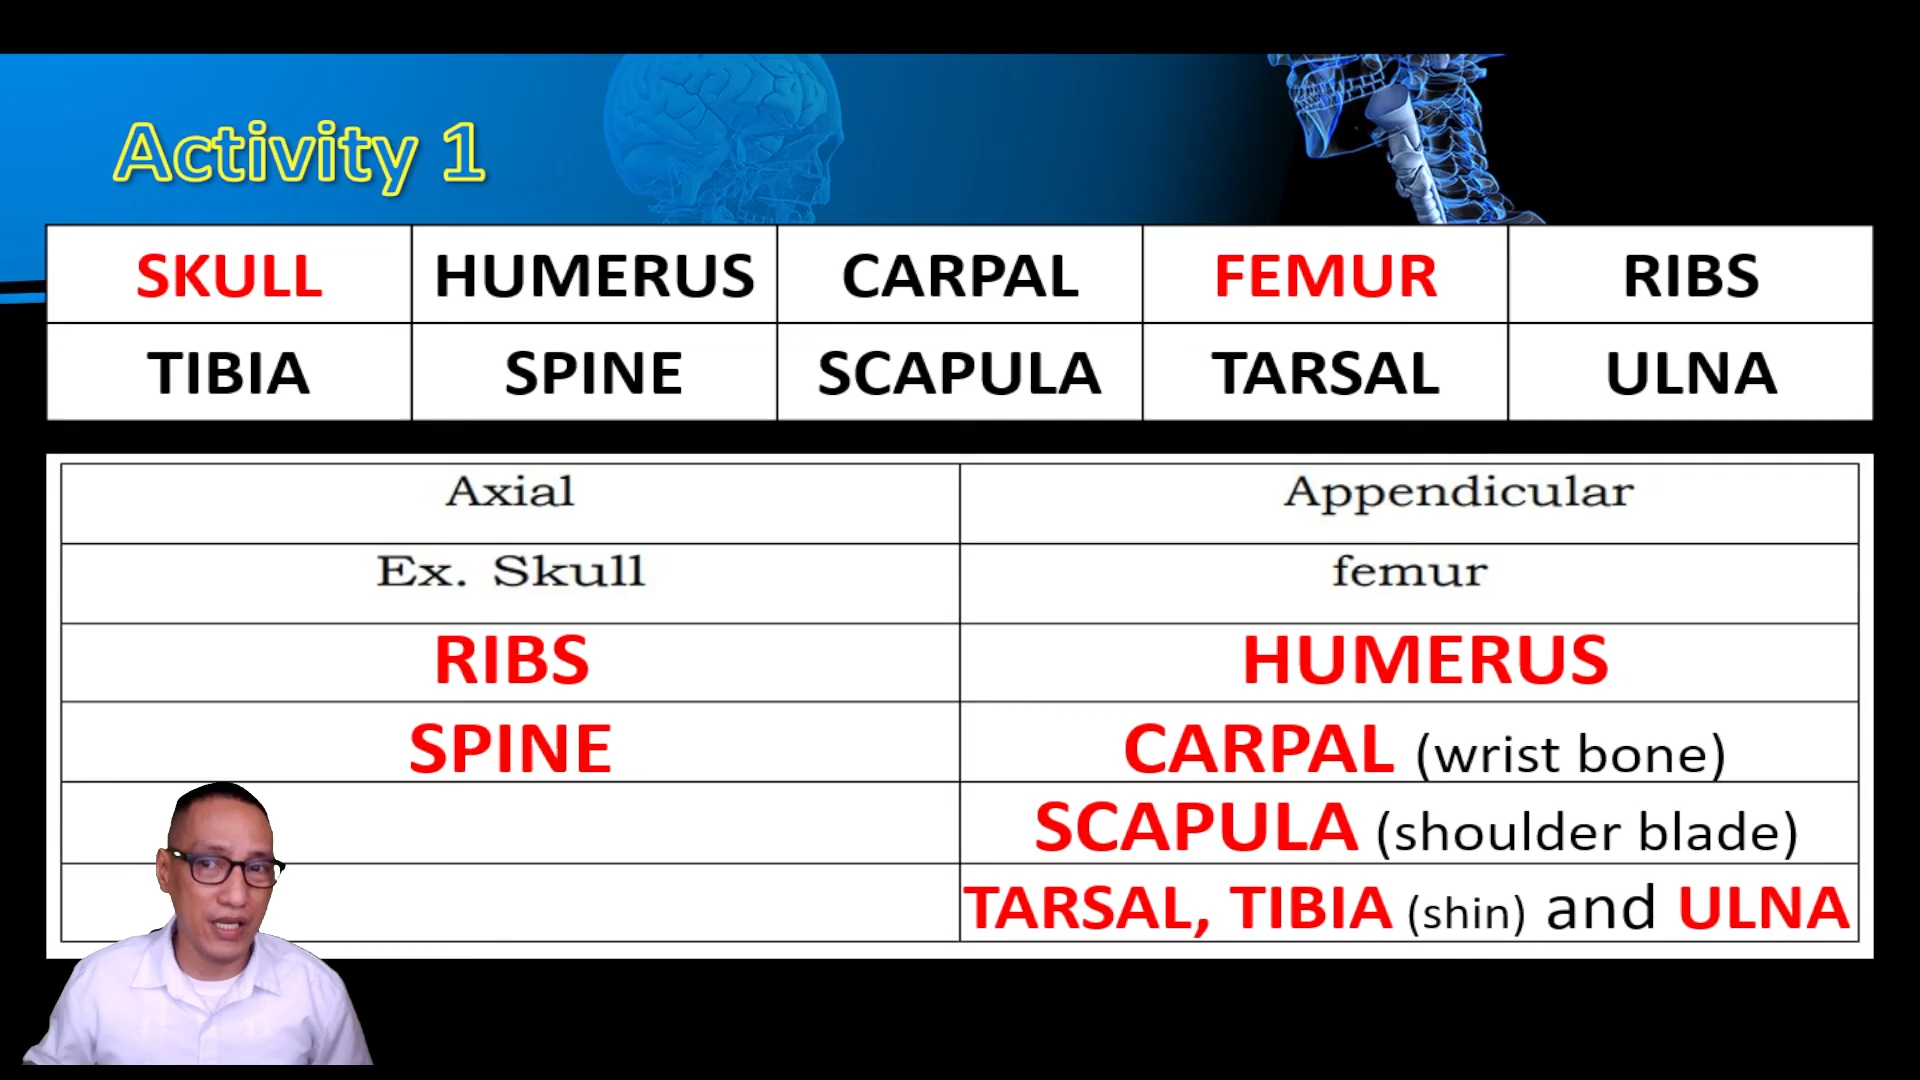 Activity 1
SKULL HUMERUS CARPAL FEMUR RIBS
TIBIA SPINE SCAPULA TARSAL ULNA
Axial Appendicular
Ex. Skull femur
RIBS HUMERUS
SPINE CARPAL (wrist bone)
SCAPULA (shoulder blade)
TARSAL, TIBIA (shin) and ULNA